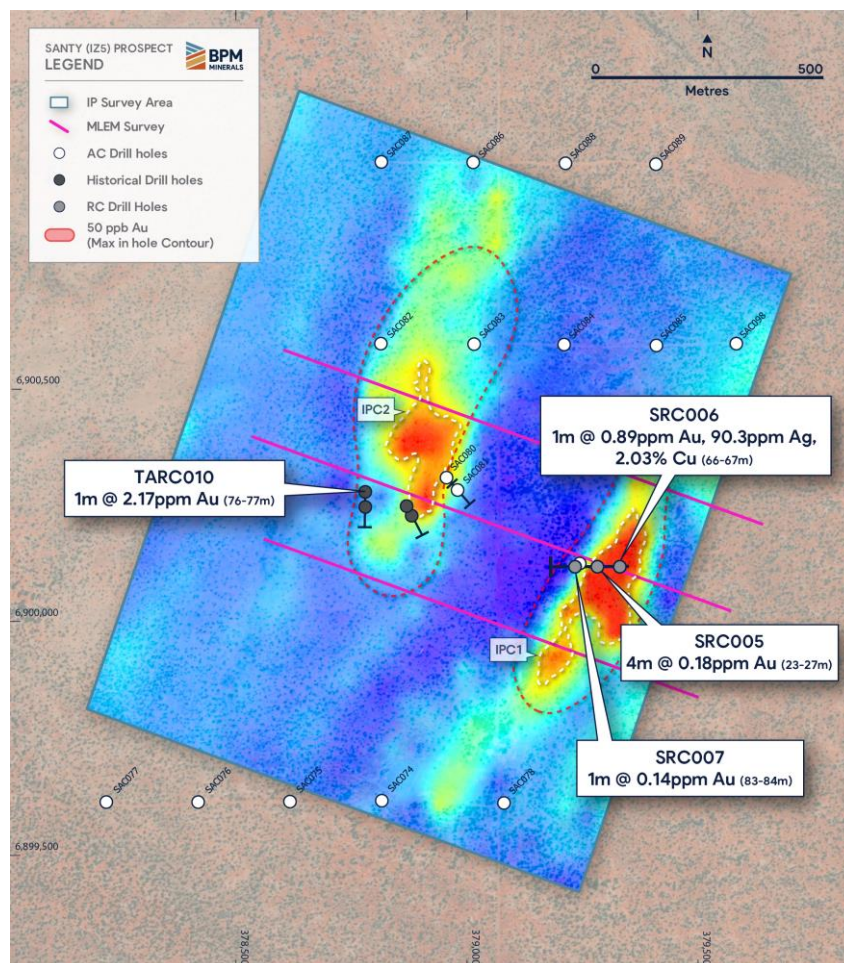 SANTY (IZ5) PROSPECT
LEGEND
BPM
MINERALS
IP Survey Area
MLEM Survey
AC Drill holes
Historical Drill holes
RC Drill Holes
50 ppb Au
(Max in hole Contour)
N
0 500
Metres
SAC087
SAC086
SAC088
SAC089
SAC082
SAC083
SAC084
SAC085
SAC098
6,900,500
IPC2
SRC006
1m @ 0.89ppm Au, 90.3ppm Ag,
2.03% Cu (66-67m)
SAC080
SAC081
TARC010
1m @ 2.17ppm Au (76-77m)
6,900,000
IPC1
SRC005
4m @ 0.18ppm Au (23-27m)
SRC007
1m @ 0.14ppm Au (83-84m)
SAC077
SAC076
SAC075
SAC074
SAC078
6,899,500
378,500
379,000
379,500